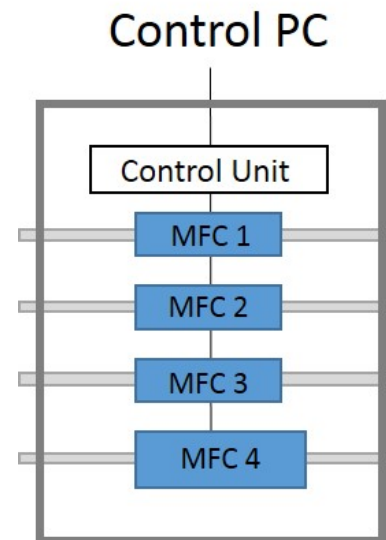 Control PC
Control Unit
MFC 1
MFC 2
MFC 3
MFC 4